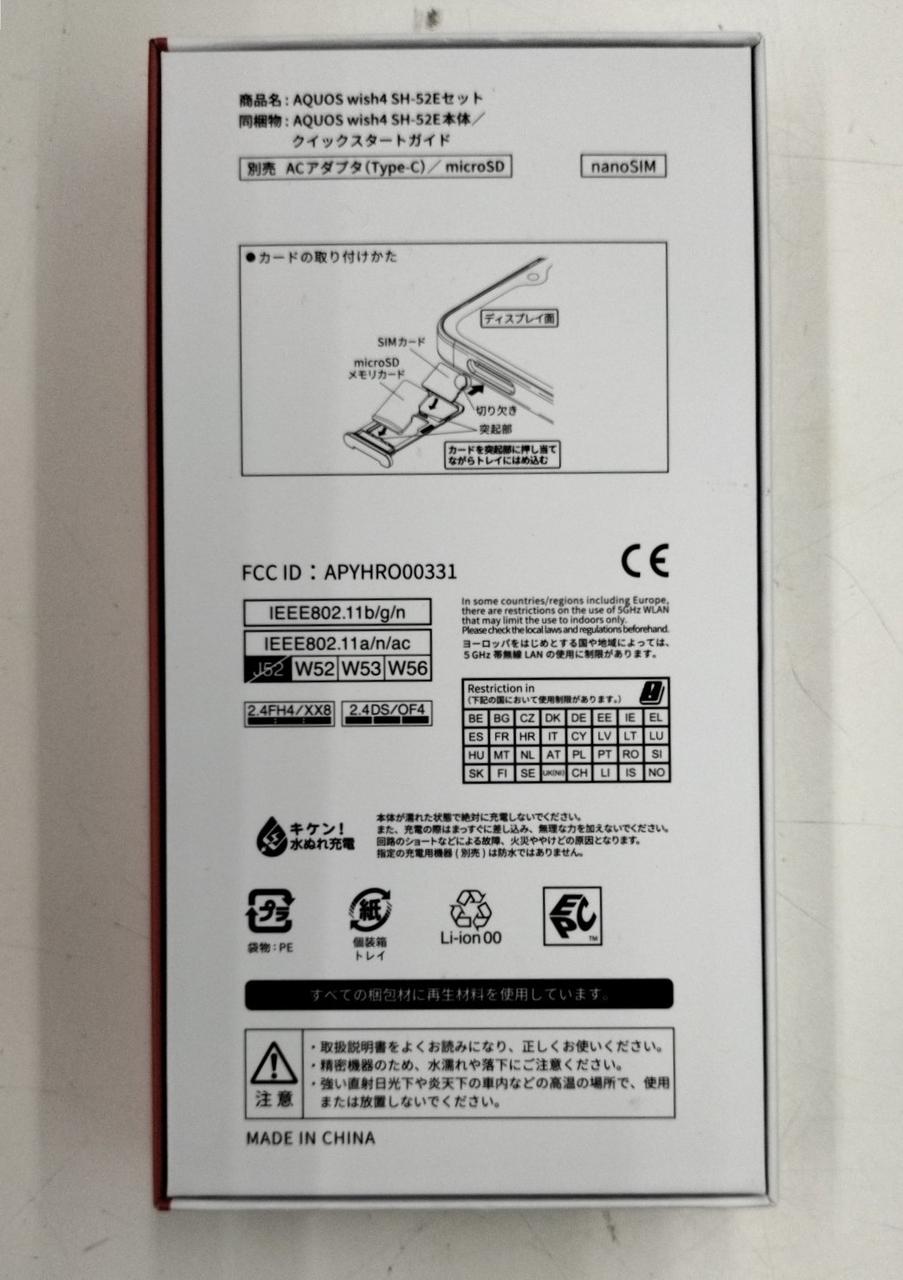 商品名：AQUOS wish4 SH-52Eセット
同梱物：AQUOS wish4 SH-52E本体／
クイックスタートガイド
別売 ACアダプタ(Type-C)／microSD
nanoSIM
●カードの取り付けかた
ディスプレイ面
SIMカード
microSD
メモリカード
切り欠き
突起部
カードを突起部に押し当て
ながらトレイにはめ込む
FCC ID：APYHRO00331
CE
IEEE802.11b/g/n
IEEE802.11a/n/ac
J52 W52 W53 W56
2.4FH4/XX8 2.4DS/OF4
In some countries/regions including Europe,
there are restrictions on the use of 5GHz WLAN
that may limit the use to indoors only.
Please check the local laws and regulations beforehand.
ヨーロッパをはじめとする国や地域によっては、
5 GHz 帯無線 LAN の使用に制限があります。
Restriction in
(下記の国において使用制限があります。)
BE BG CZ DK DE EE IE EL
ES FR HR IT CY LV LT LU
HU MT NL AT PL PT RO SI
SK FI SE UK(NI) CH LI IS NO
キケン！
水ぬれ充電
本体が濡れた状態で絶対に充電しないでください。
また、充電の際はまっすぐに差し込み、無理な力を加えないでください。
回路のショートなどによる故障、火災ややけどの原因となります。
指定の充電用機器 (別売) は防水ではありません。
プラ
袋物：PE
紙
個装箱
トレイ
Li-ion 00
EPC
TM
すべての梱包材に再生材料を使用しています。
注意
・取扱説明書をよくお読みになり、正しくお使いください。
・精密機器のため、水濡れや落下にご注意ください。
・強い直射日光下や炎天下の車内などの高温の場所で、使用
または放置しないでください。
MADE IN CHINA